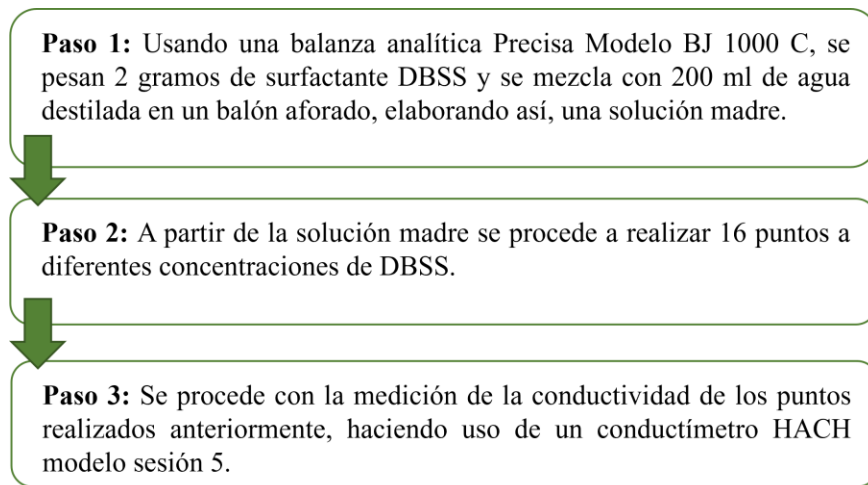 Paso 1: Usando una balanza analítica Precisa Modelo BJ 1000 C, se
pesan 2 gramos de surfactante DBSS y se mezcla con 200 ml de agua
destilada en un balón aforado, elaborando así, una solución madre.
Paso 2: A partir de la solución madre se procede a realizar 16 puntos a
diferentes concentraciones de DBSS.
Paso 3: Se procede con la medición de la conductividad de los puntos
realizados anteriormente, haciendo uso de un conductímetro HACH
modelo sesión 5.